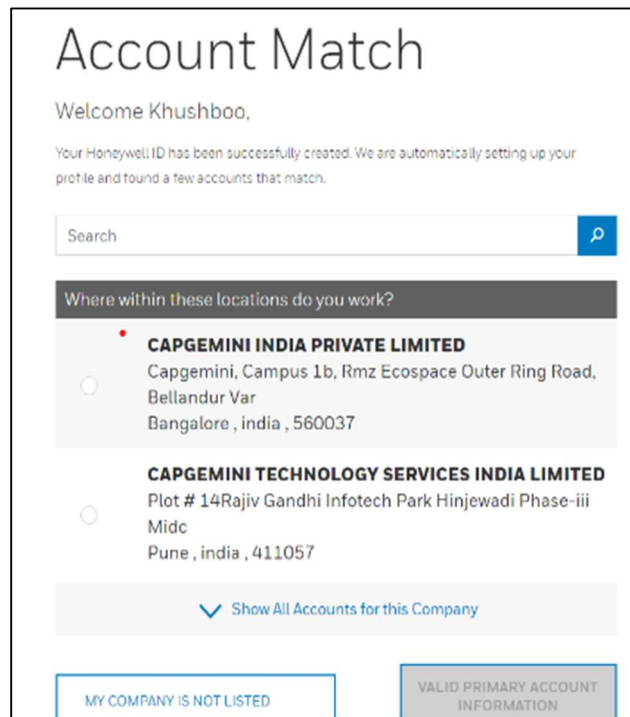 Account Match
Welcome Khushboo,
Your Honeywell ID has been successfully created. We are automatically setting up your
profile and found a few accounts that match.
Search
Where within these locations do you work?
CAPGEMINI INDIA PRIVATE LIMITED
Capgemini, Campus 1b, Rmz Ecospace Outer Ring Road,
Bellandur Var
Bangalore , india , 560037
CAPGEMINI TECHNOLOGY SERVICES INDIA LIMITED
Plot # 14Rajiv Gandhi Infotech Park Hinjewadi Phase-iii
Midc
Pune , india , 411057
Show All Accounts for this Company
MY COMPANY IS NOT LISTED
VALID PRIMARY ACCOUNT
INFORMATION